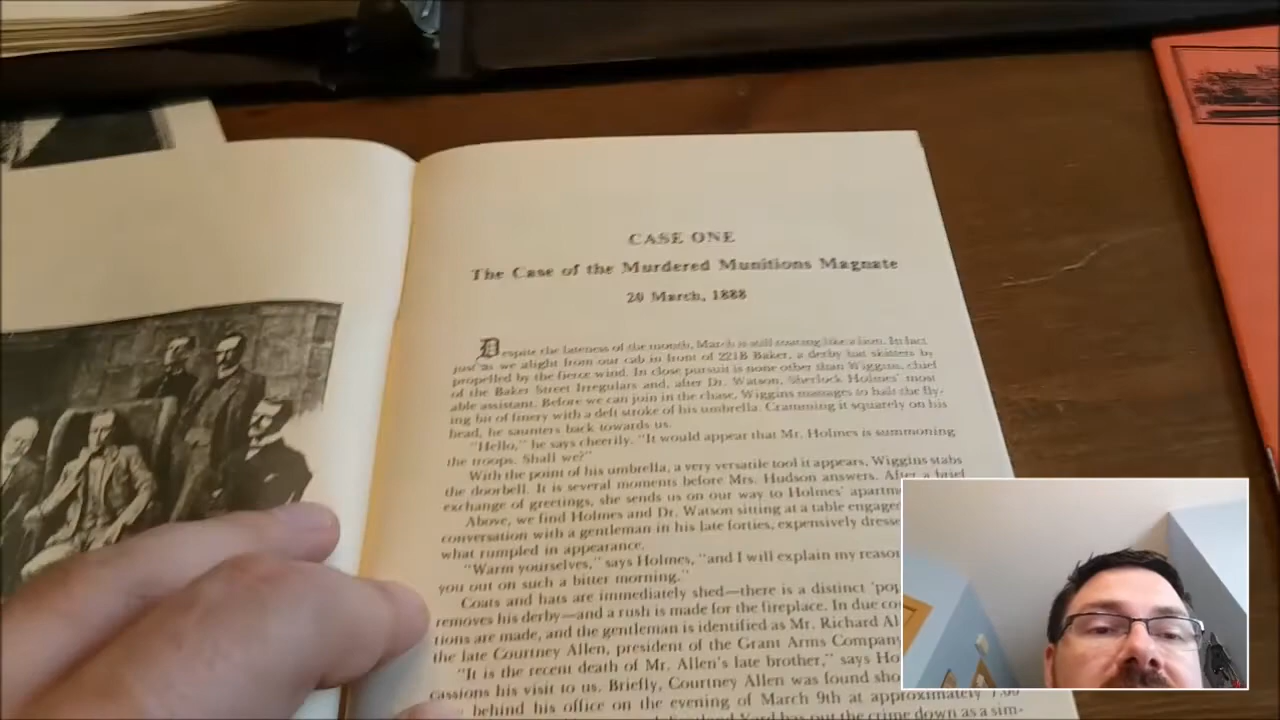 CASE ONE
The Case of the Murdered Munitions Magnate
20 March, 1888
Despite the lateness of the month, March is still roaring like a lion. In fact
just as we alight from our cab in front of 221B Baker, a derby hat skitters by
propelled by the fierce wind. In close pursuit is none other than Wiggins, chief
of the Baker Street Irregulars and, after Dr. Watson, Sherlock Holmes' most
able assistant. Before we can join in the chase, Wiggins manages to halt the fly-
ing bit of finery with a deft stroke of his umbrella. Cramming it squarely on his
head, he saunters back towards us.
"Hello," he says cheerily. "It would appear that Mr. Holmes is summoning
the troops. Shall we?"
With the point of his umbrella, a very versatile tool it appears, Wiggins stabs
the doorbell. It is several moments before Mrs. Hudson answers. After a brief
exchange of greetings, she sends us on our way to Holmes' apartm
Above, we find Holmes and Dr. Watson sitting at a table engaged
conversation with a gentleman in his late forties, expensively dresse
what rumpled in appearance.
"Warm yourselves," says Holmes, "and I will explain my reaso
you out on such a bitter morning."
Coats and hats are immediately shed—there is a distinct 'pop
removes his derby—and a rush is made for the fireplace. In due co
tions are made, and the gentleman is identified as Mr. Richard Al
the late Courtney Allen, president of the Grant Arms Company
"It is the recent death of Mr. Allen's late brother," says Ho
cassions his visit to us. Briefly, Courtney Allen was found sho
behind his office on the evening of March 9th at approximately 7:00
land Yard has put the crime down as a sim-